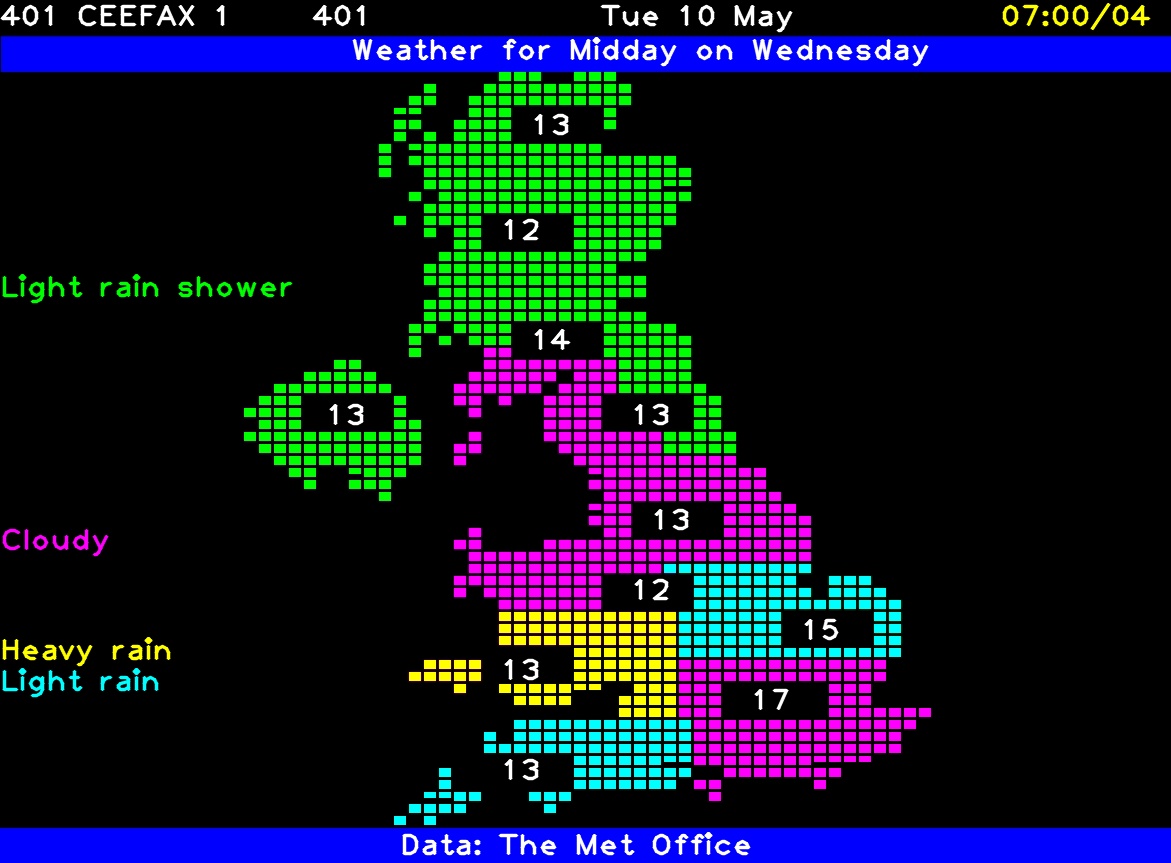 401 CEEFAX 1 401 Tue 10 May 07:00/04
Weather for Midday on Wednesday
13
12
Light rain shower
14
13 13
13
Cloudy
12
15
Heavy rain
13
Light rain
17
13
Data: The Met Office